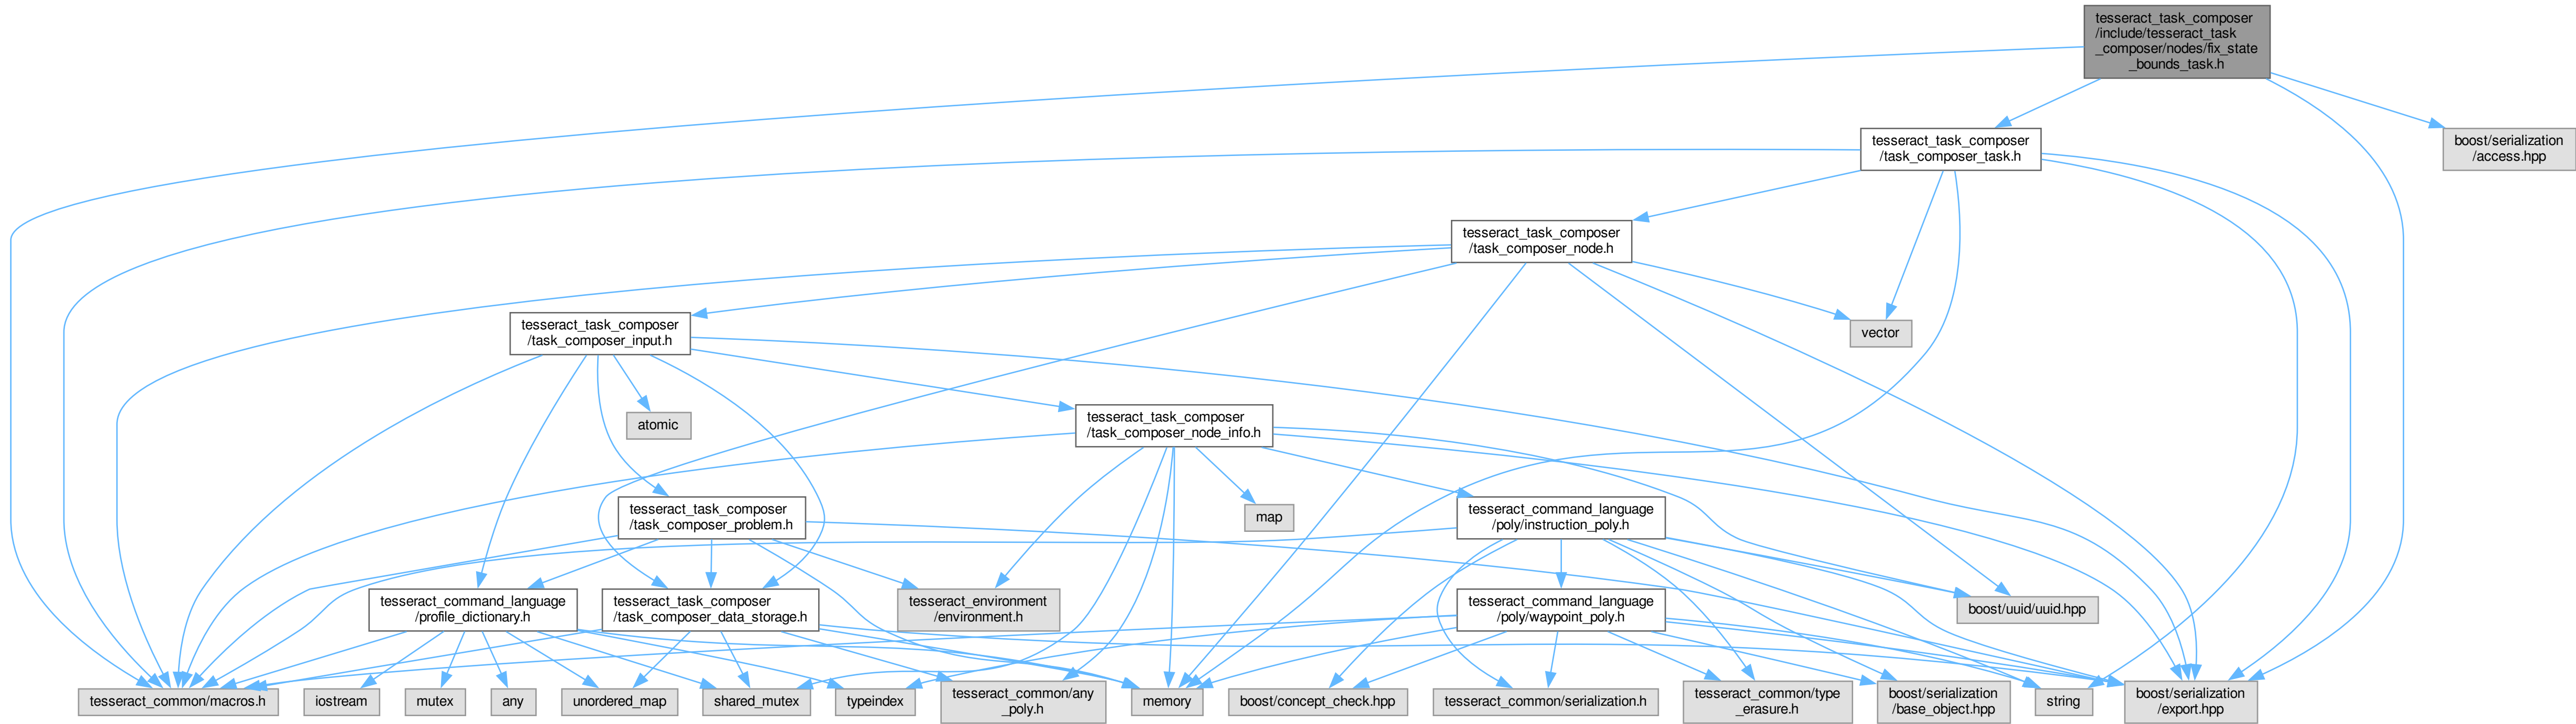 tesseract_task_composer
/include/tesseract_task
_composer/nodes/fix_state
_bounds_task.h
tesseract_task_composer
/task_composer_task.h
boost/serialization
/access.hpp
tesseract_task_composer
/task_composer_node.h
tesseract_task_composer
/task_composer_input.h
vector
atomic
tesseract_task_composer
/task_composer_node_info.h
tesseract_task_composer
/task_composer_problem.h
map
tesseract_command_language
/poly/instruction_poly.h
tesseract_command_language
/profile_dictionary.h
tesseract_task_composer
/task_composer_data_storage.h
tesseract_environment
/environment.h
tesseract_command_language
/poly/waypoint_poly.h
boost/uuid/uuid.hpp
tesseract_common/macros.h
iostream
mutex
any
unordered_map
shared_mutex
typeindex
tesseract_common/any
_poly.h
memory
boost/concept_check.hpp
tesseract_common/serialization.h
tesseract_common/type
_erasure.h
boost/serialization
/base_object.hpp
string
boost/serialization
/export.hpp